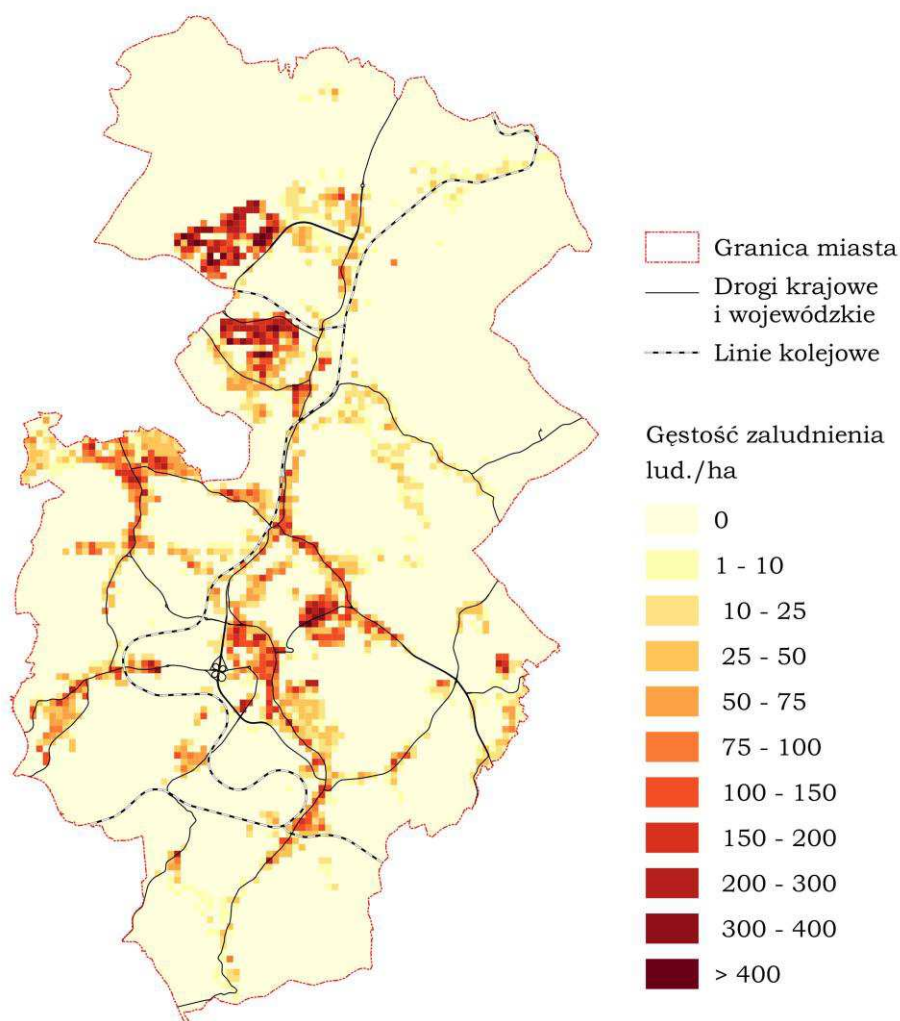 Granica miasta
Drogi krajowe
i wojewódzkie
Linie kolejowe
Gęstość zaludnienia
lud./ha
0
1 - 10
10 - 25
25 - 50
50 - 75
75 - 100
100 - 150
150 - 200
200 - 300
300 - 400
> 400